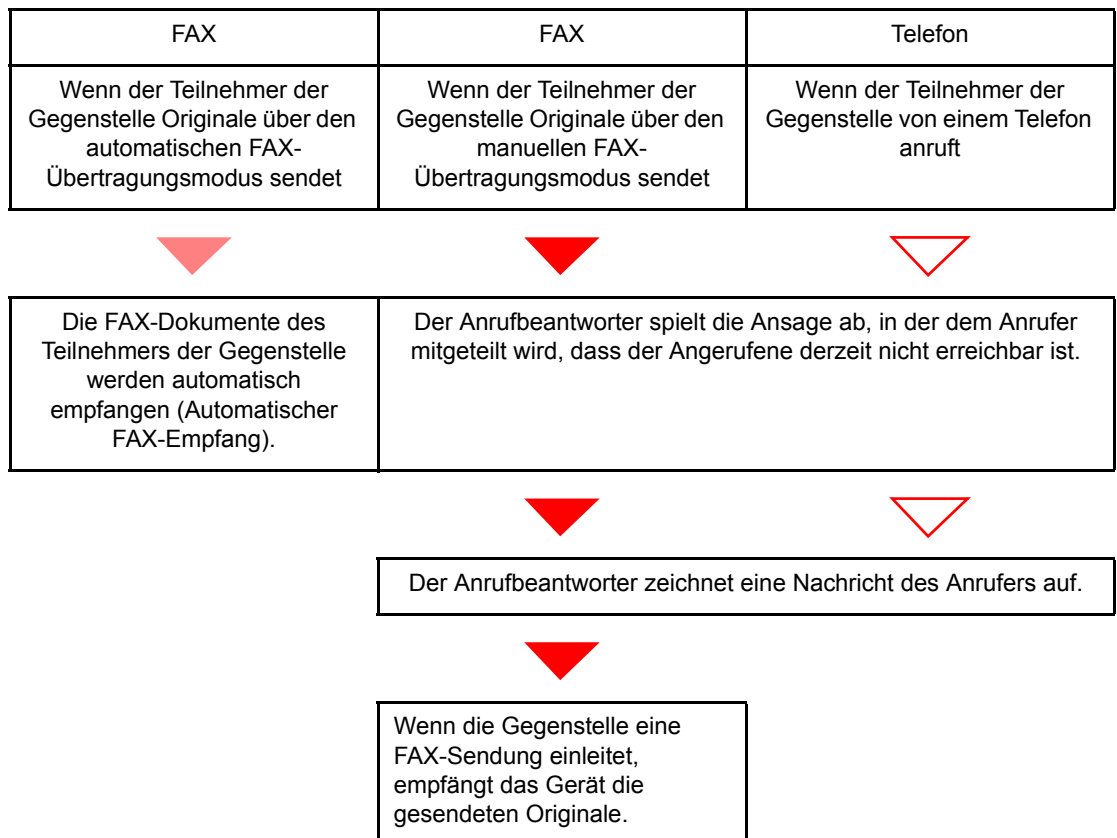 FAX
FAX
Telefon
Wenn der Teilnehmer der
Gegenstelle Originale über den
automatischen FAX-
Übertragungsmodus sendet
Wenn der Teilnehmer der
Gegenstelle Originale über den
manuellen FAX-
Übertragungsmodus sendet
Wenn der Teilnehmer der
Gegenstelle von einem Telefon
anruft
Die FAX-Dokumente des
Teilnehmers der Gegenstelle
werden automatisch
empfangen (Automatischer
FAX-Empfang).
Der Anrufbeantworter spielt die Ansage ab, in der dem Anrufer
mitgeteilt wird, dass der Angerufene derzeit nicht erreichbar ist.
Der Anrufbeantworter zeichnet eine Nachricht des Anrufers auf.
Wenn die Gegenstelle eine
FAX-Sendung einleitet,
empfängt das Gerät die
gesendeten Originale.